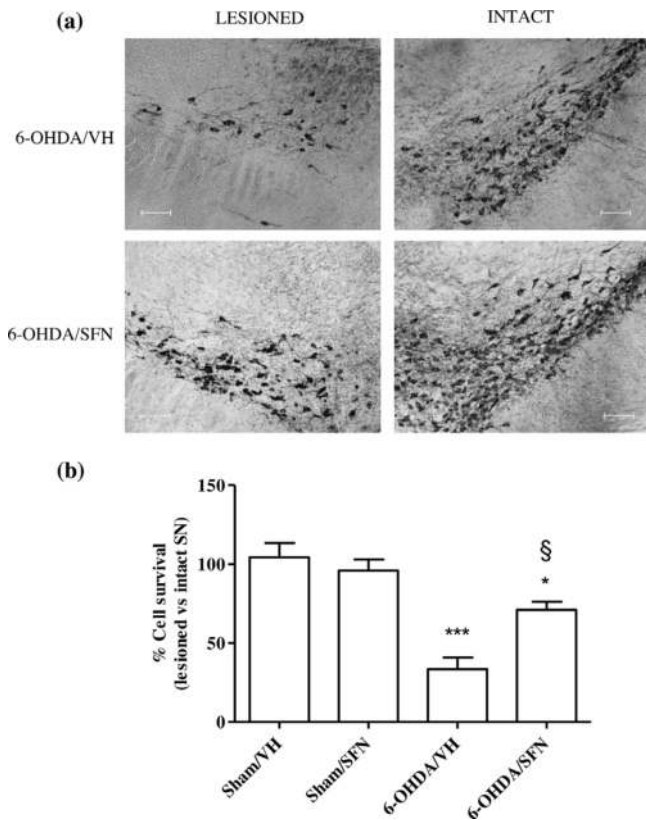 (a)
LESIONED
INTACT
6-OHDA/VH
6-OHDA/SFN
(b)
% Cell survival
(lesioned vs intact SN)
150
100
50
0
***
§
*
Sham/VH
Sham/SFN
6-OHDA/VH
6-OHDA/SFN